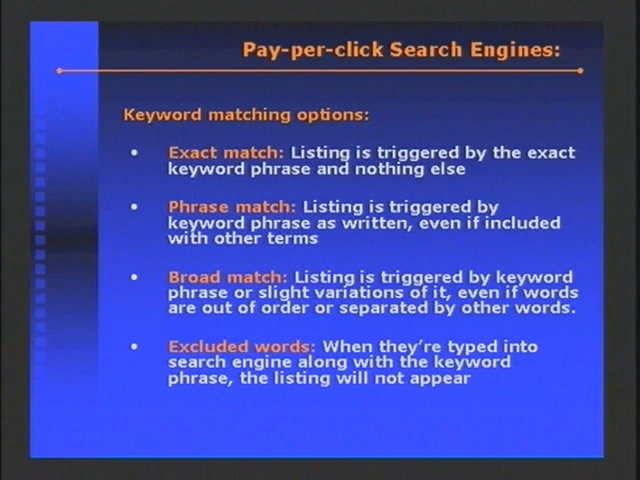 Pay-per-click Search Engines:
Keyword matching options:
• Exact match: Listing is triggered by the exact
keyword phrase and nothing else
• Phrase match: Listing is triggered by
keyword phrase as written, even if included
with other terms
• Broad match: Listing is triggered by keyword
phrase or slight variations of it, even if words
are out of order or separated by other words.
• Excluded words: When they're typed into
search engine along with the keyword
phrase, the listing will not appear